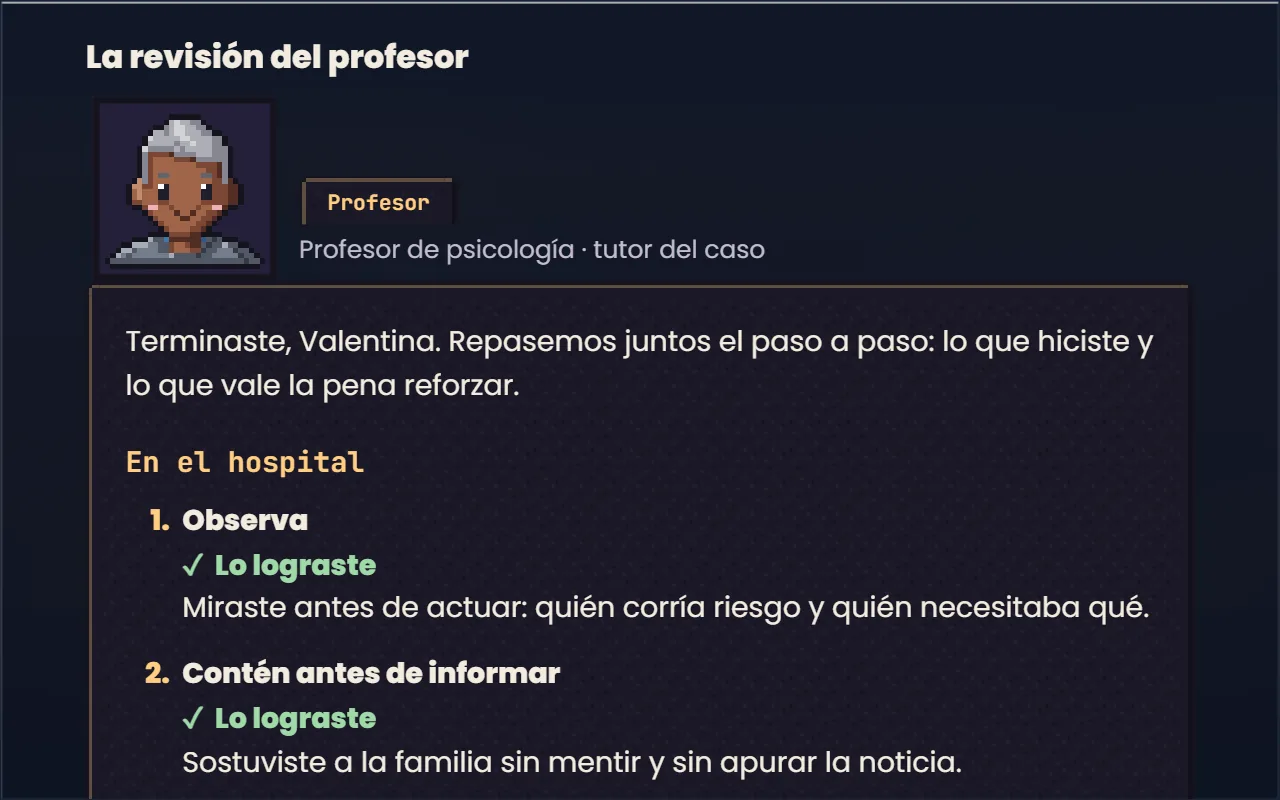 La revisión del profesor
Profesor
Profesor de psicología · tutor del caso
Terminaste, Valentina. Repasemos juntos el paso a paso: lo que hiciste y
lo que vale la pena reforzar.
En el hospital
1. Observa
✓ Lo lograste
Miraste antes de actuar: quién corría riesgo y quién necesitaba qué.
2. Contén antes de informar
✓ Lo lograste
Sostuviste a la familia sin mentir y sin apurar la noticia.